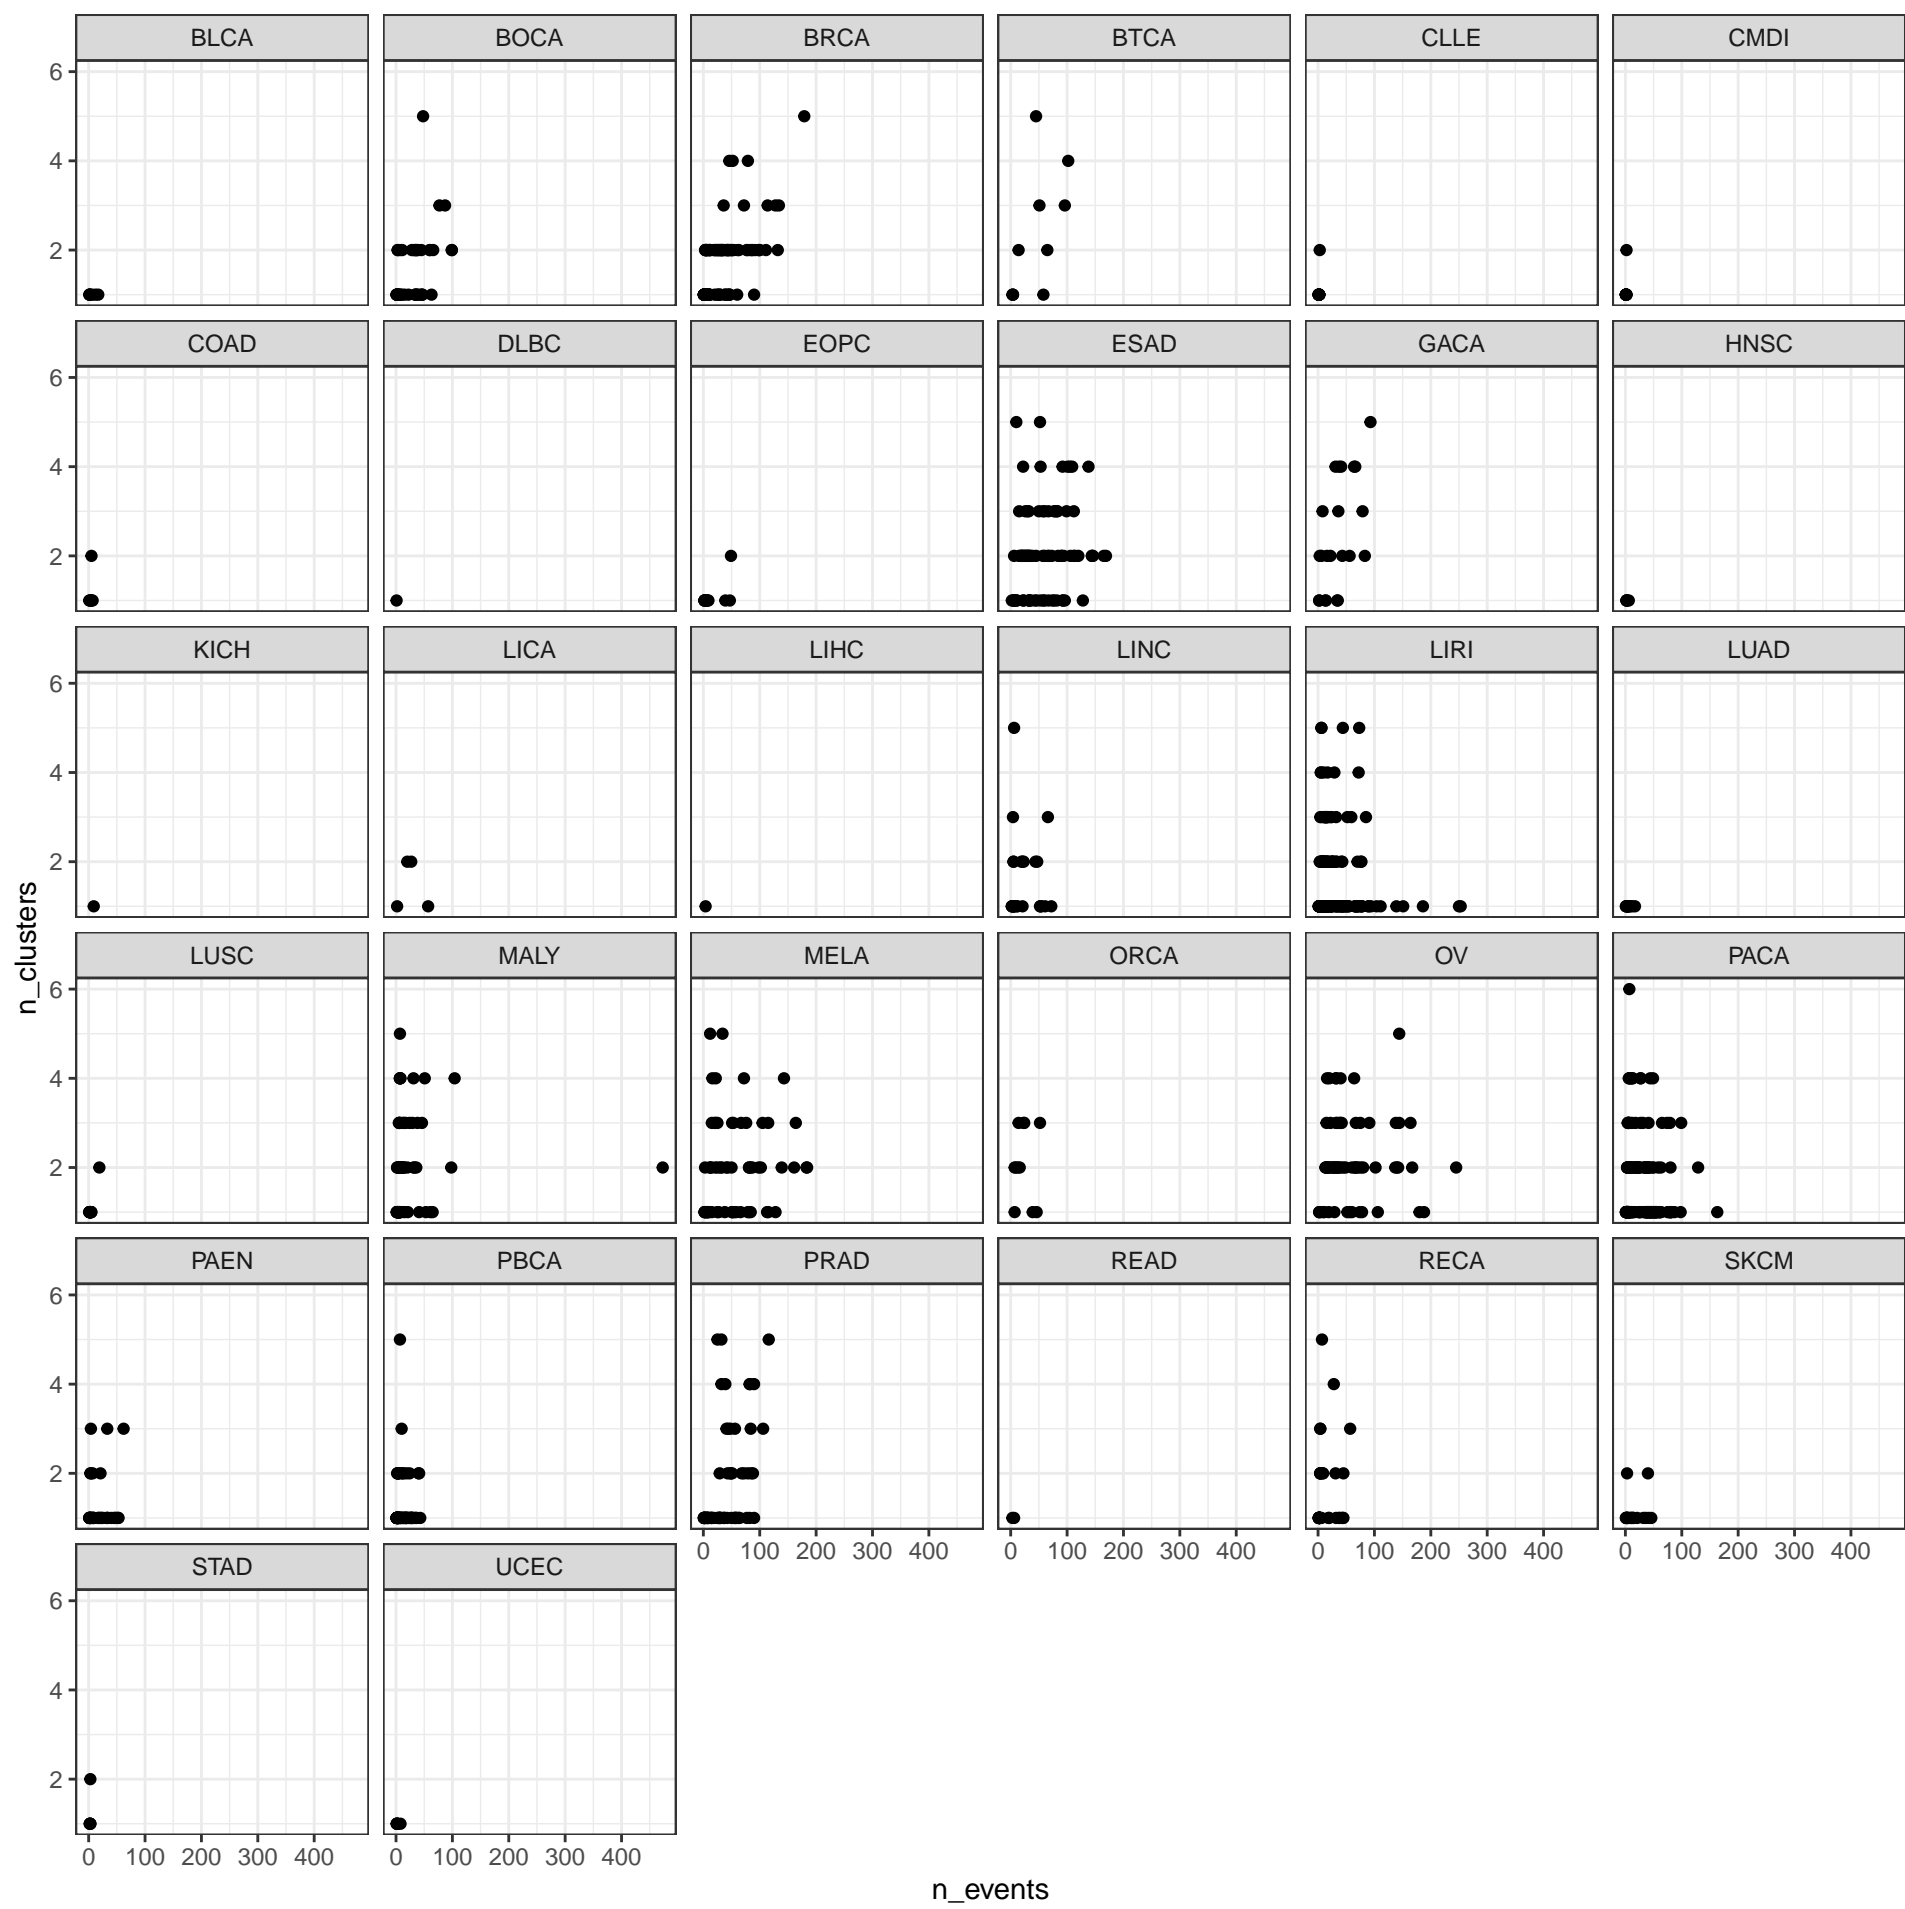 BLCA BOCA BRCA BTCA CLLE CMDI
6
4
2
COAD DLBC EOPC ESAD GACA HNSC
6
4
2
KICH LICA LIHC LINC LIRI LUAD
6
4
2
n_clusters
LUSC MALY MELA ORCA OV PACA
6
4
2
PAEN PBCA PRAD READ RECA SKCM
6
4
2
0 100 200 300 400 0 100 200 300 400 0 100 200 300 400 0 100 200 300 400
STAD UCEC
6
4
2
0 100 200 300 400 0 100 200 300 400
n_events